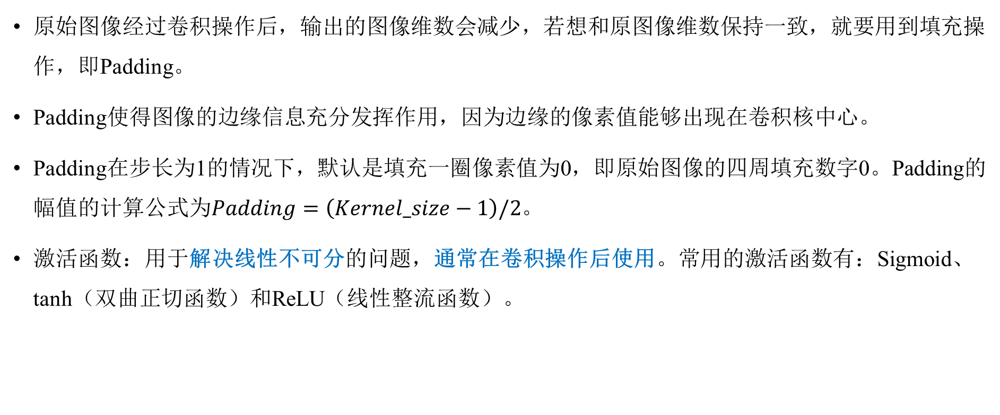 • 原始图像经过卷积操作后，输出的图像维数会减少，若想和原图像维数保持一致，就要用到填充操
作，即Padding。
• Padding使得图像的边缘信息充分发挥作用，因为边缘的像素值能够出现在卷积核中心。
• Padding在步长为1的情况下，默认是填充一圈像素值为0，即原始图像的四周填充数字0。Padding的
幅值的计算公式为Padding = (Kernel_size − 1)/2。
• 激活函数：用于解决线性不可分的问题，通常在卷积操作后使用。常用的激活函数有：Sigmoid、
tanh（双曲正切函数）和ReLU（线性整流函数）。